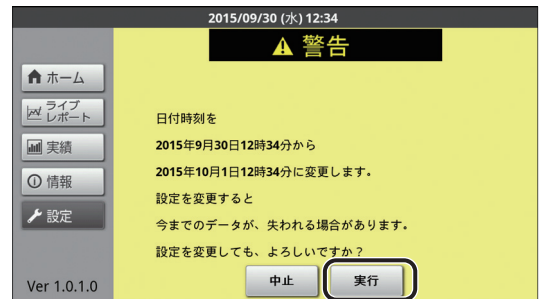 2015/09/30 (水) 12:34
警告
ホーム
ライブ
レポート
実績
情報
設定
Ver 1.0.1.0
日付時刻を
2015年9月30日12時34分から
2015年10月1日12時34分に変更します。
設定を変更すると
今までのデータが、失われる場合があります。
設定を変更しても、よろしいですか？
中止
実行